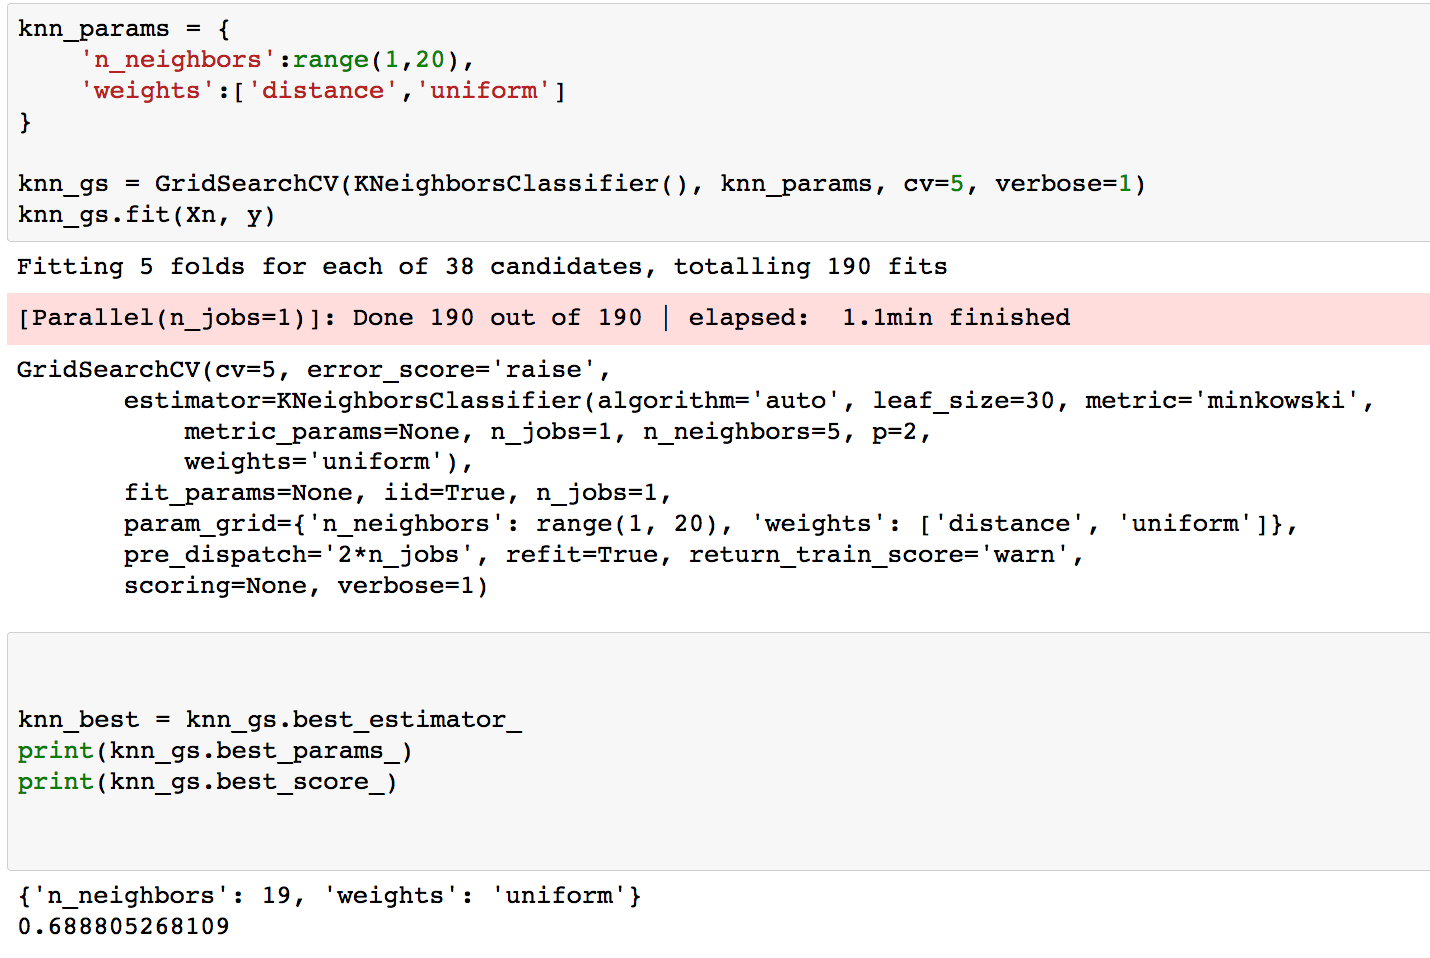 knn_params = {
    'n_neighbors':range(1,20),
    'weights':['distance','uniform']
}
knn_gs = GridSearchCV(KNeighborsClassifier(), knn_params, cv=5, verbose=1)
knn_gs.fit(Xn, y)
Fitting 5 folds for each of 38 candidates, totalling 190 fits
[Parallel(n_jobs=1)]: Done 190 out of 190 | elapsed:  1.1min finished
GridSearchCV(cv=5, error_score='raise',
       estimator=KNeighborsClassifier(algorithm='auto', leaf_size=30, metric='minkowski',
           metric_params=None, n_jobs=1, n_neighbors=5, p=2,
           weights='uniform'),
       fit_params=None, iid=True, n_jobs=1,
       param_grid={'n_neighbors': range(1, 20), 'weights': ['distance', 'uniform']},
       pre_dispatch='2*n_jobs', refit=True, return_train_score='warn',
       scoring=None, verbose=1)
knn_best = knn_gs.best_estimator_
print(knn_gs.best_params_)
print(knn_gs.best_score_)
{'n_neighbors': 19, 'weights': 'uniform'}
0.688805268109